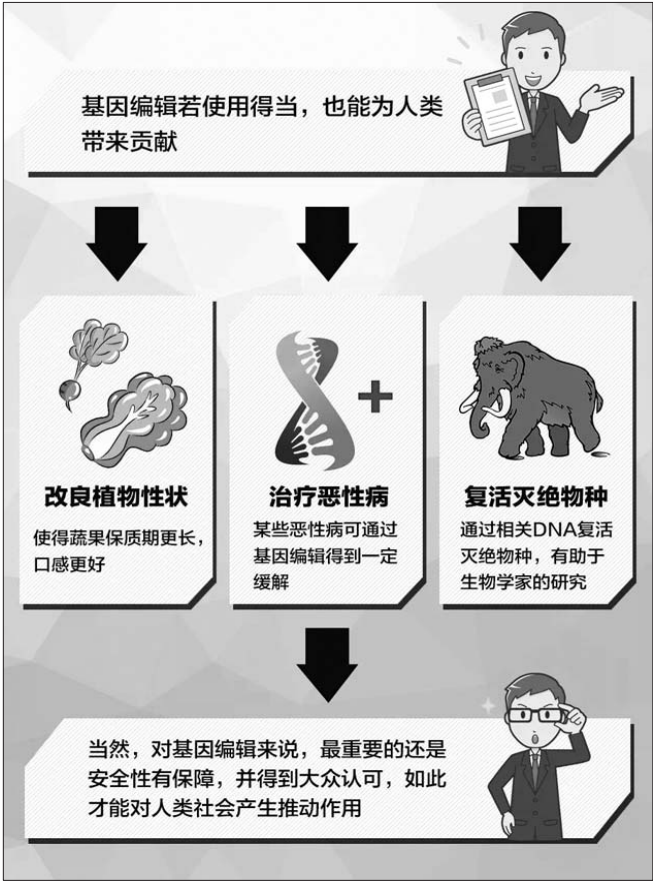 基因编辑若使用得当，也能为人类
带来贡献
改良植物性状
使得蔬果保质期更长，
口感更好
治疗恶性病
某些恶性病可通过
基因编辑得到一定
缓解
复活灭绝物种
通过相关DNA复活
灭绝物种，有助于
生物学家的研究
当然，对基因编辑来说，最重要的还是
安全性有保障，并得到大众认可，如此
才能对人类社会产生推动作用